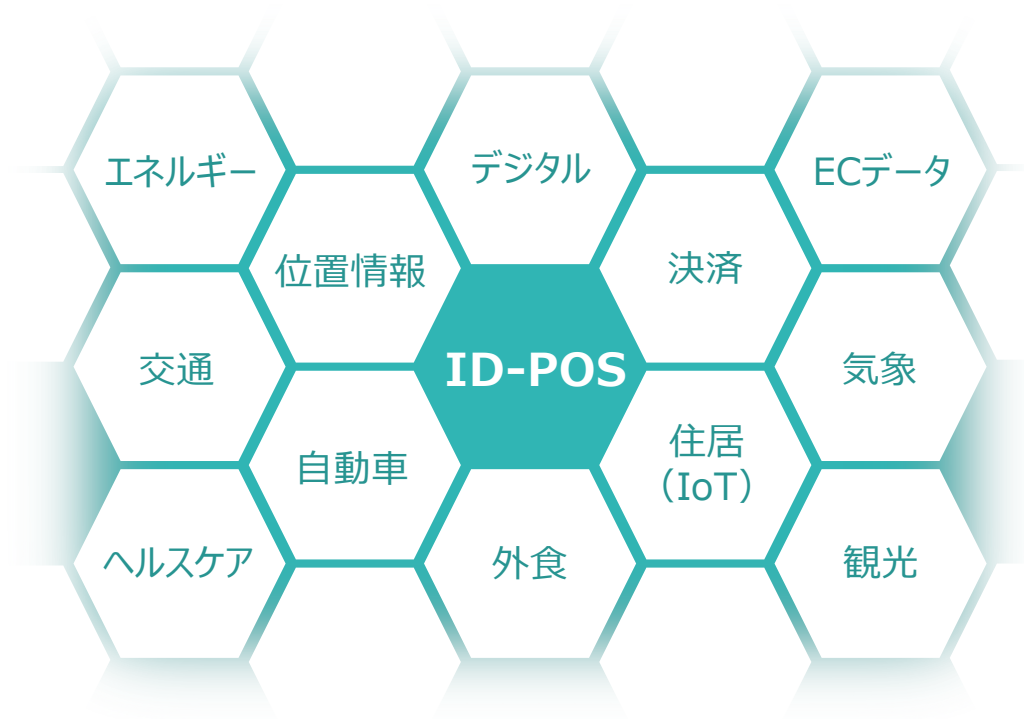 エネルギー
デジタル
ECデータ
位置情報
決済
交通
ID-POS
気象
自動車
住居
（IoT）
ヘルスケア
外食
観光